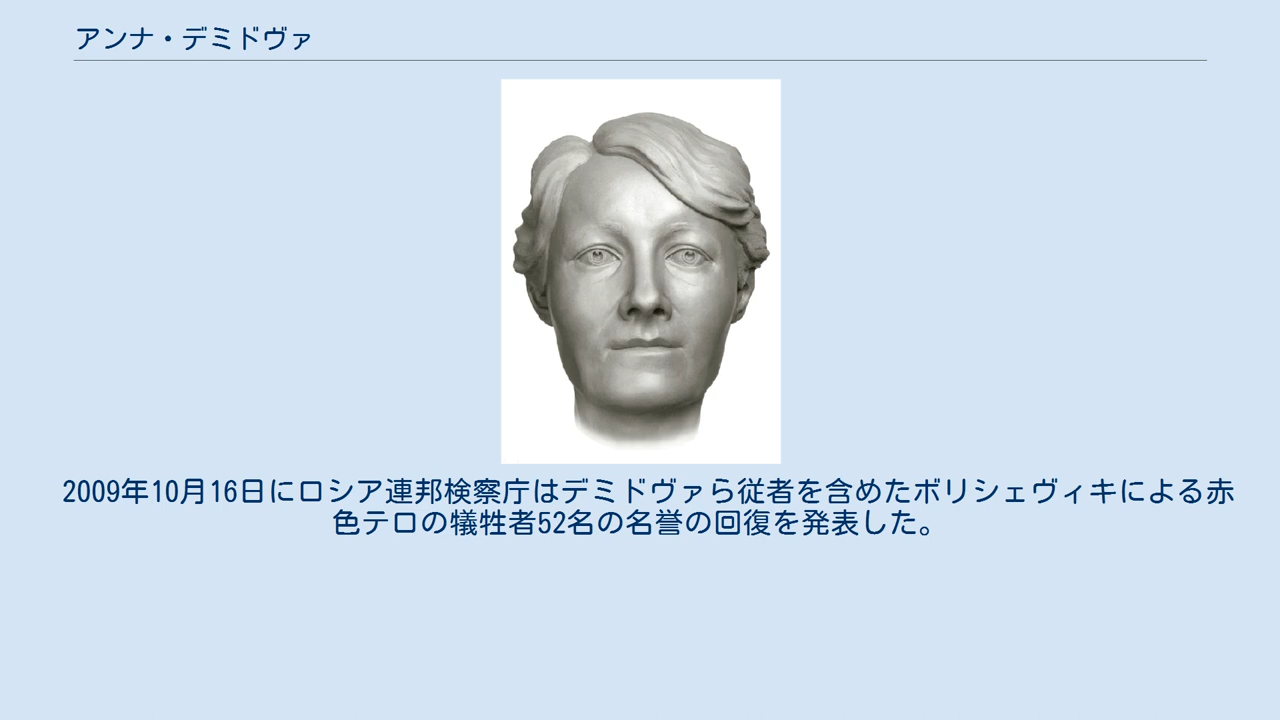 アンナ・デミドヴァ
2009年10月16日にロシア連邦検察庁はデミドヴァら従者を含めたボリシェヴィキによる赤
色テロの犠牲者52名の名誉の回復を発表した。